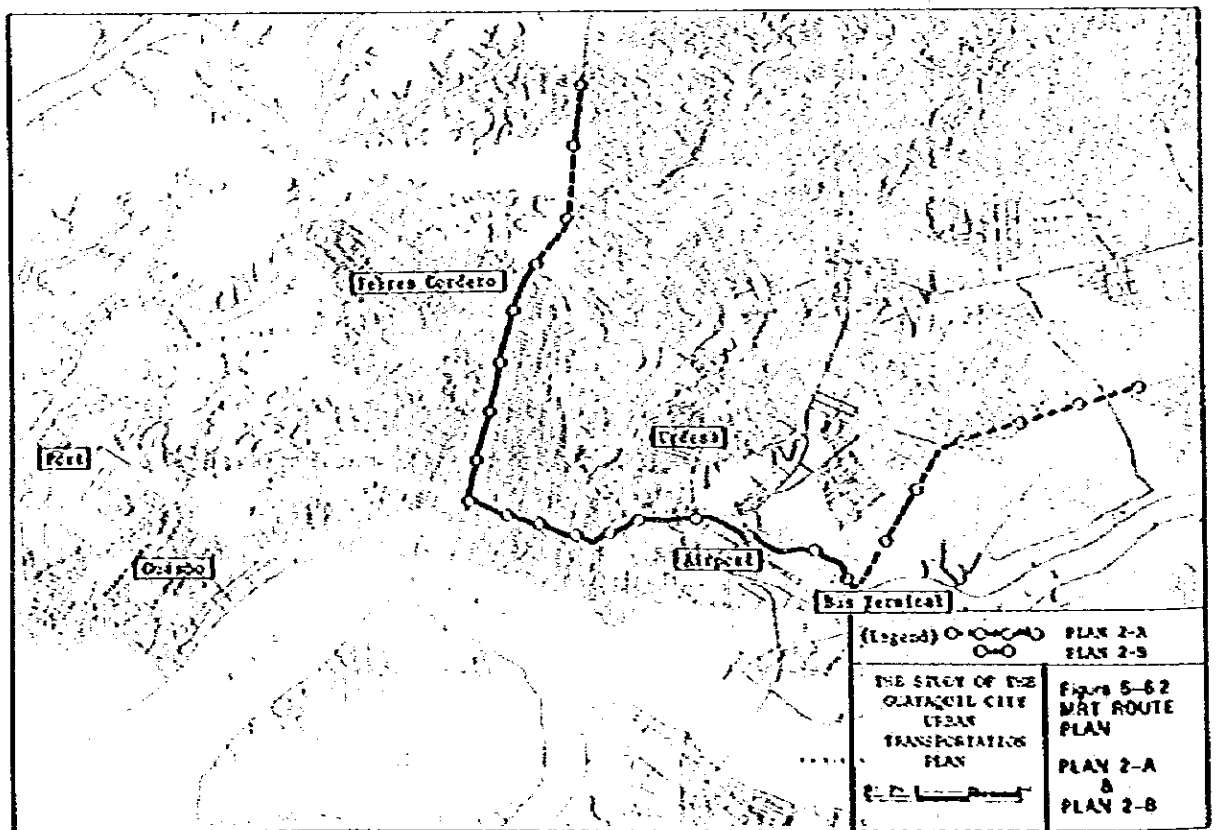 Febres Cordero
Urdesa
Port
Guasmo
Airport
Bus Terminal
(Legend)
PLAN 2-A
PLAN 2-B
THE STUDY OF THE
GUAYAQUIL CITY
URBAN
TRANSPORTATION
PLAN
Figure 5-6.2
MRT ROUTE
PLAN
PLAN 2-A
&
PLAN 2-B